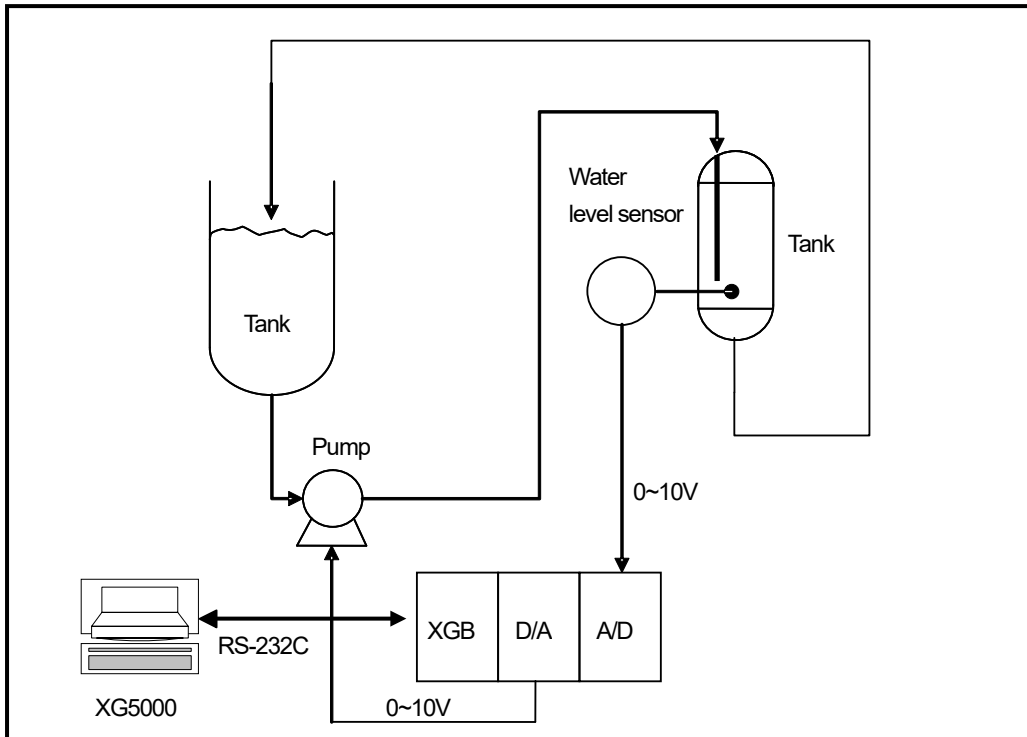 Water
level sensor
Tank
Tank
Pump
0~10V
XGB
D/A
A/D
RS-232C
XG5000
0~10V